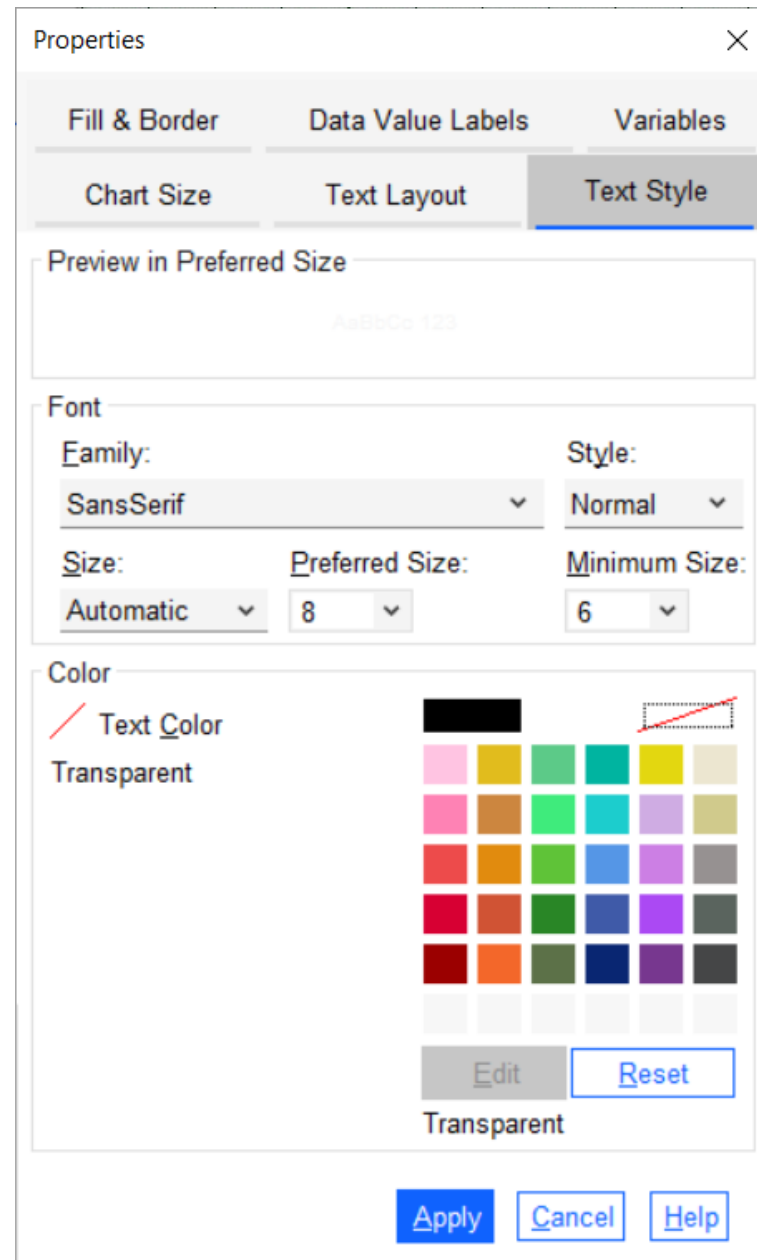 Properties
Fill & Border Data Value Labels Variables
Chart Size Text Layout Text Style
Preview in Preferred Size
AaBbCc 123
Font
Family: Style:
SansSerif Normal
Size: Preferred Size: Minimum Size:
Automatic 8 6
Color
Text Color
Transparent
Edit Reset
Transparent
Apply Cancel Help